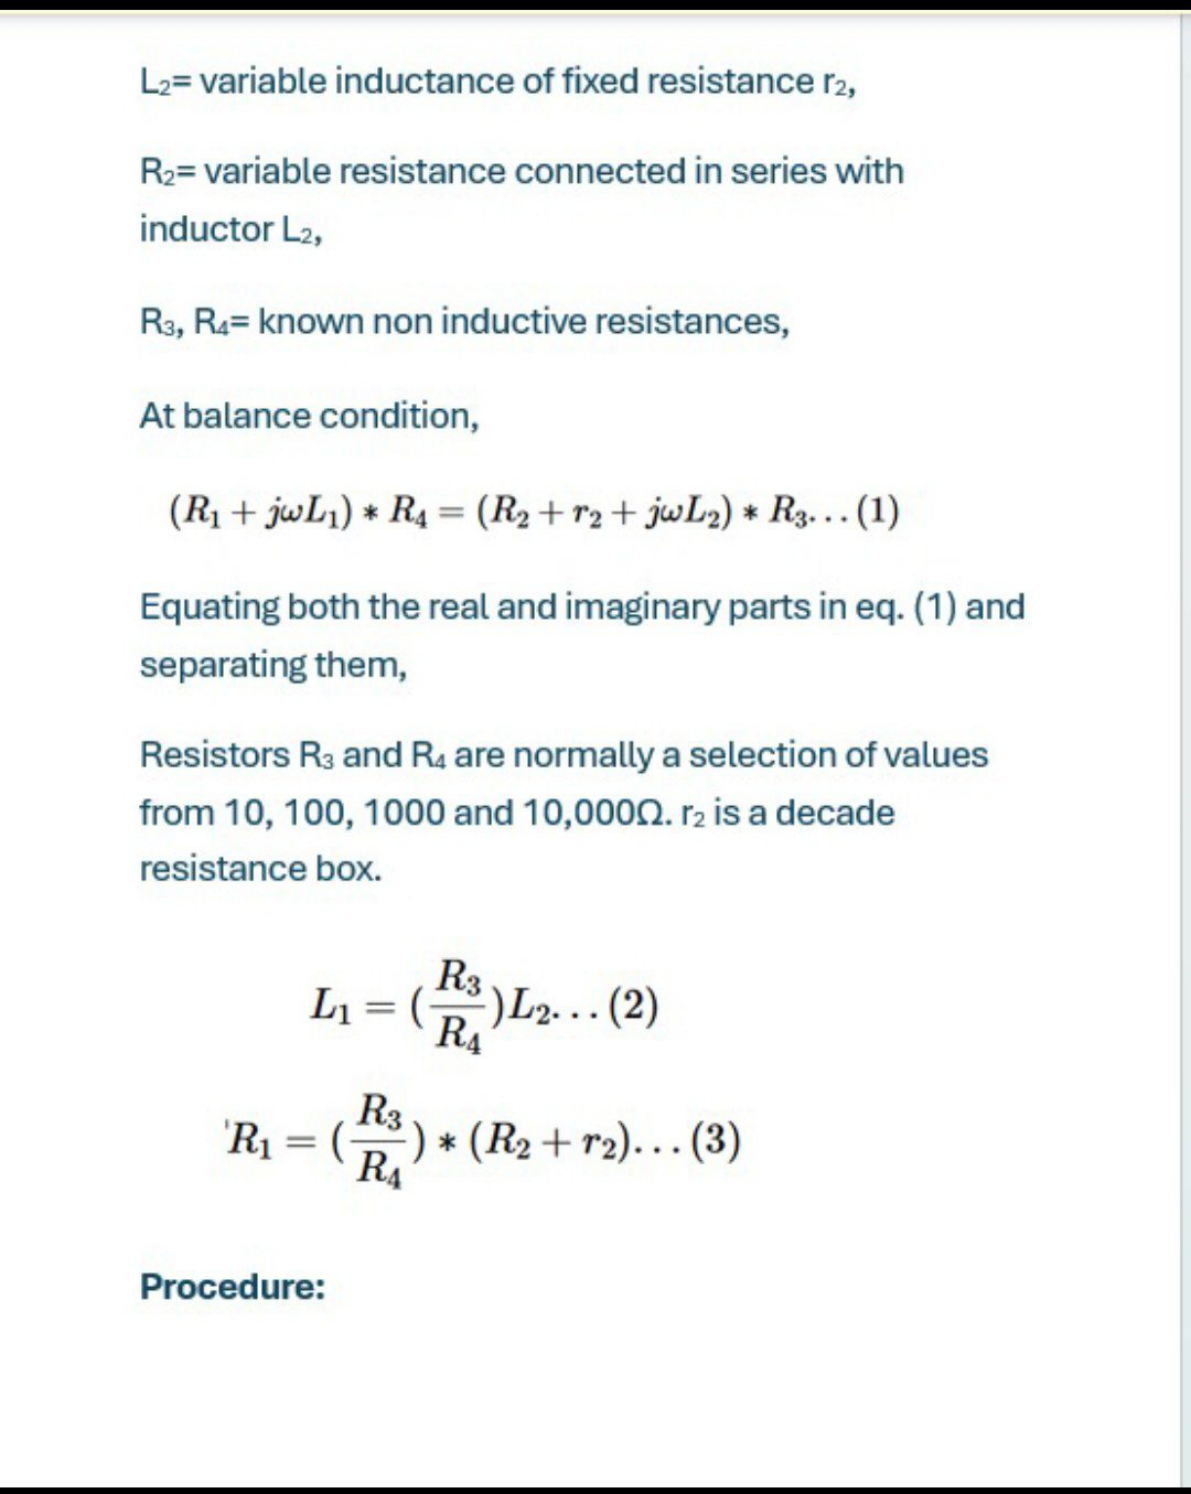 L₂= variable inductance of fixed resistance r₂,
R₂= variable resistance connected in series with
inductor L₂,
R₃, R₄= known non inductive resistances,
At balance condition,
(R₁ + jωL₁) * R₄ = (R₂ + r₂ + jωL₂) * R₃. . . (1)
Equating both the real and imaginary parts in eq. (1) and
separating them,
Resistors R₃ and R₄ are normally a selection of values
from 10, 100, 1000 and 10,000Ω. r₂ is a decade
resistance box.
L₁ = (R₃/R₄)L₂. . . (2)
'R₁ = (R₃/R₄) * (R₂ + r₂). . . (3)
Procedure: